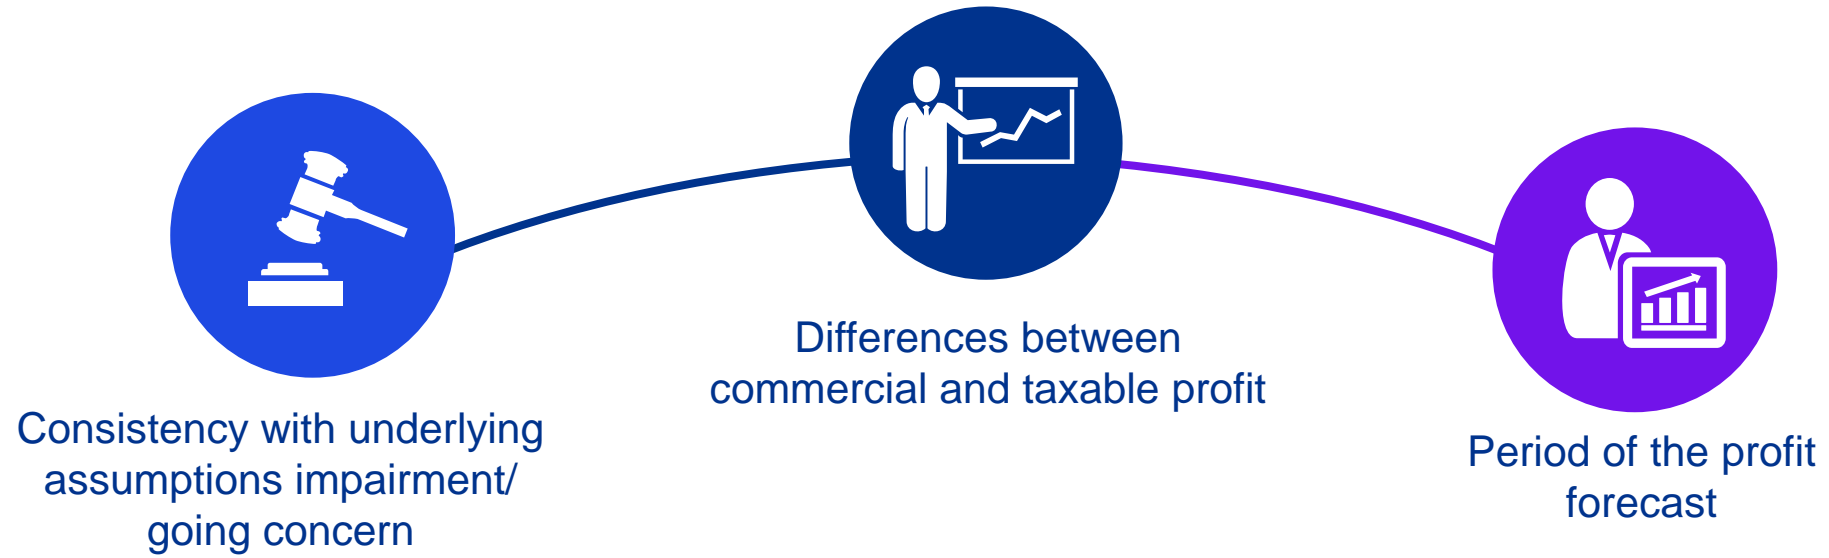 Consistency with underlying
assumptions impairment/
going concern
Differences between
commercial and taxable profit
Period of the profit
forecast